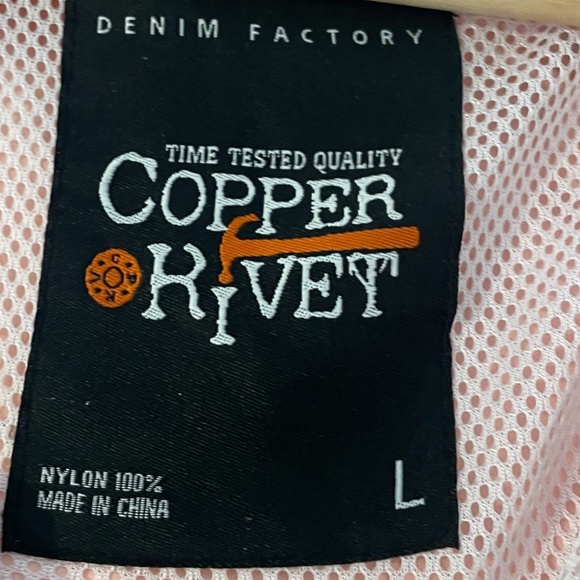 DENIM FACTORY
TIME TESTED QUALITY
COPPER
RIVET
NYLON 100%
MADE IN CHINA
L